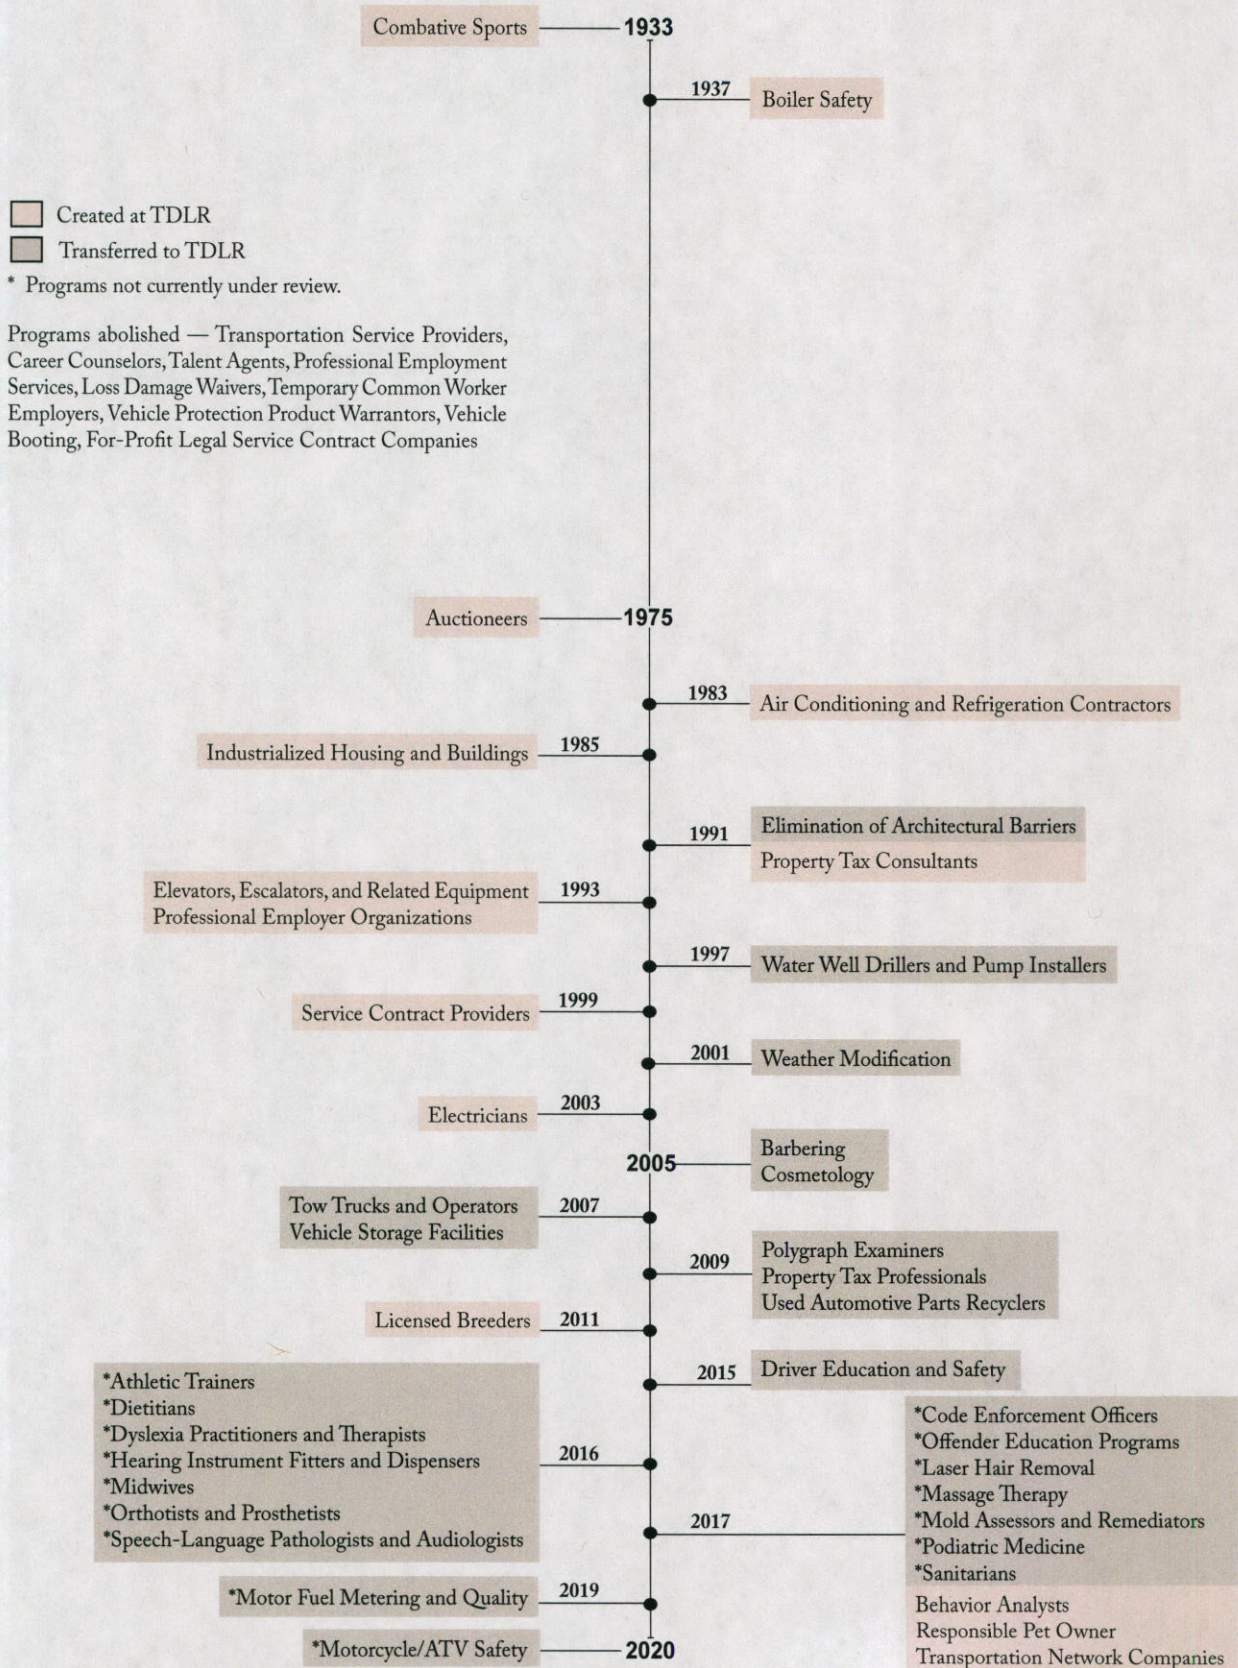 Combative Sports
1933
1937
Boiler Safety
Created at TDLR
Transferred to TDLR
* Programs not currently under review.
Programs abolished — Transportation Service Providers,
Career Counselors, Talent Agents, Professional Employment
Services, Loss Damage Waivers, Temporary Common Worker
Employers, Vehicle Protection Product Warrantors, Vehicle
Booting, For-Profit Legal Service Contract Companies
Auctioneers
1975
1983
Air Conditioning and Refrigeration Contractors
Industrialized Housing and Buildings
1985
1991
Elimination of Architectural Barriers
Property Tax Consultants
Elevators, Escalators, and Related Equipment
Professional Employer Organizations
1993
1997
Water Well Drillers and Pump Installers
Service Contract Providers
1999
2001
Weather Modification
Electricians
2003
2005
Barbering
Cosmetology
Tow Trucks and Operators
Vehicle Storage Facilities
2007
2009
Polygraph Examiners
Property Tax Professionals
Used Automotive Parts Recyclers
Licensed Breeders
2011
2015
Driver Education and Safety
*Athletic Trainers
*Dietitians
*Dyslexia Practitioners and Therapists
*Hearing Instrument Fitters and Dispensers
*Midwives
*Orthotists and Prosthetists
*Speech-Language Pathologists and Audiologists
2016
2017
*Code Enforcement Officers
*Offender Education Programs
*Laser Hair Removal
*Massage Therapy
*Mold Assessors and Remediators
*Podiatric Medicine
*Sanitarians
Behavior Analysts
Responsible Pet Owner
Transportation Network Companies
*Motor Fuel Metering and Quality
2019
*Motorcycle/ATV Safety
2020